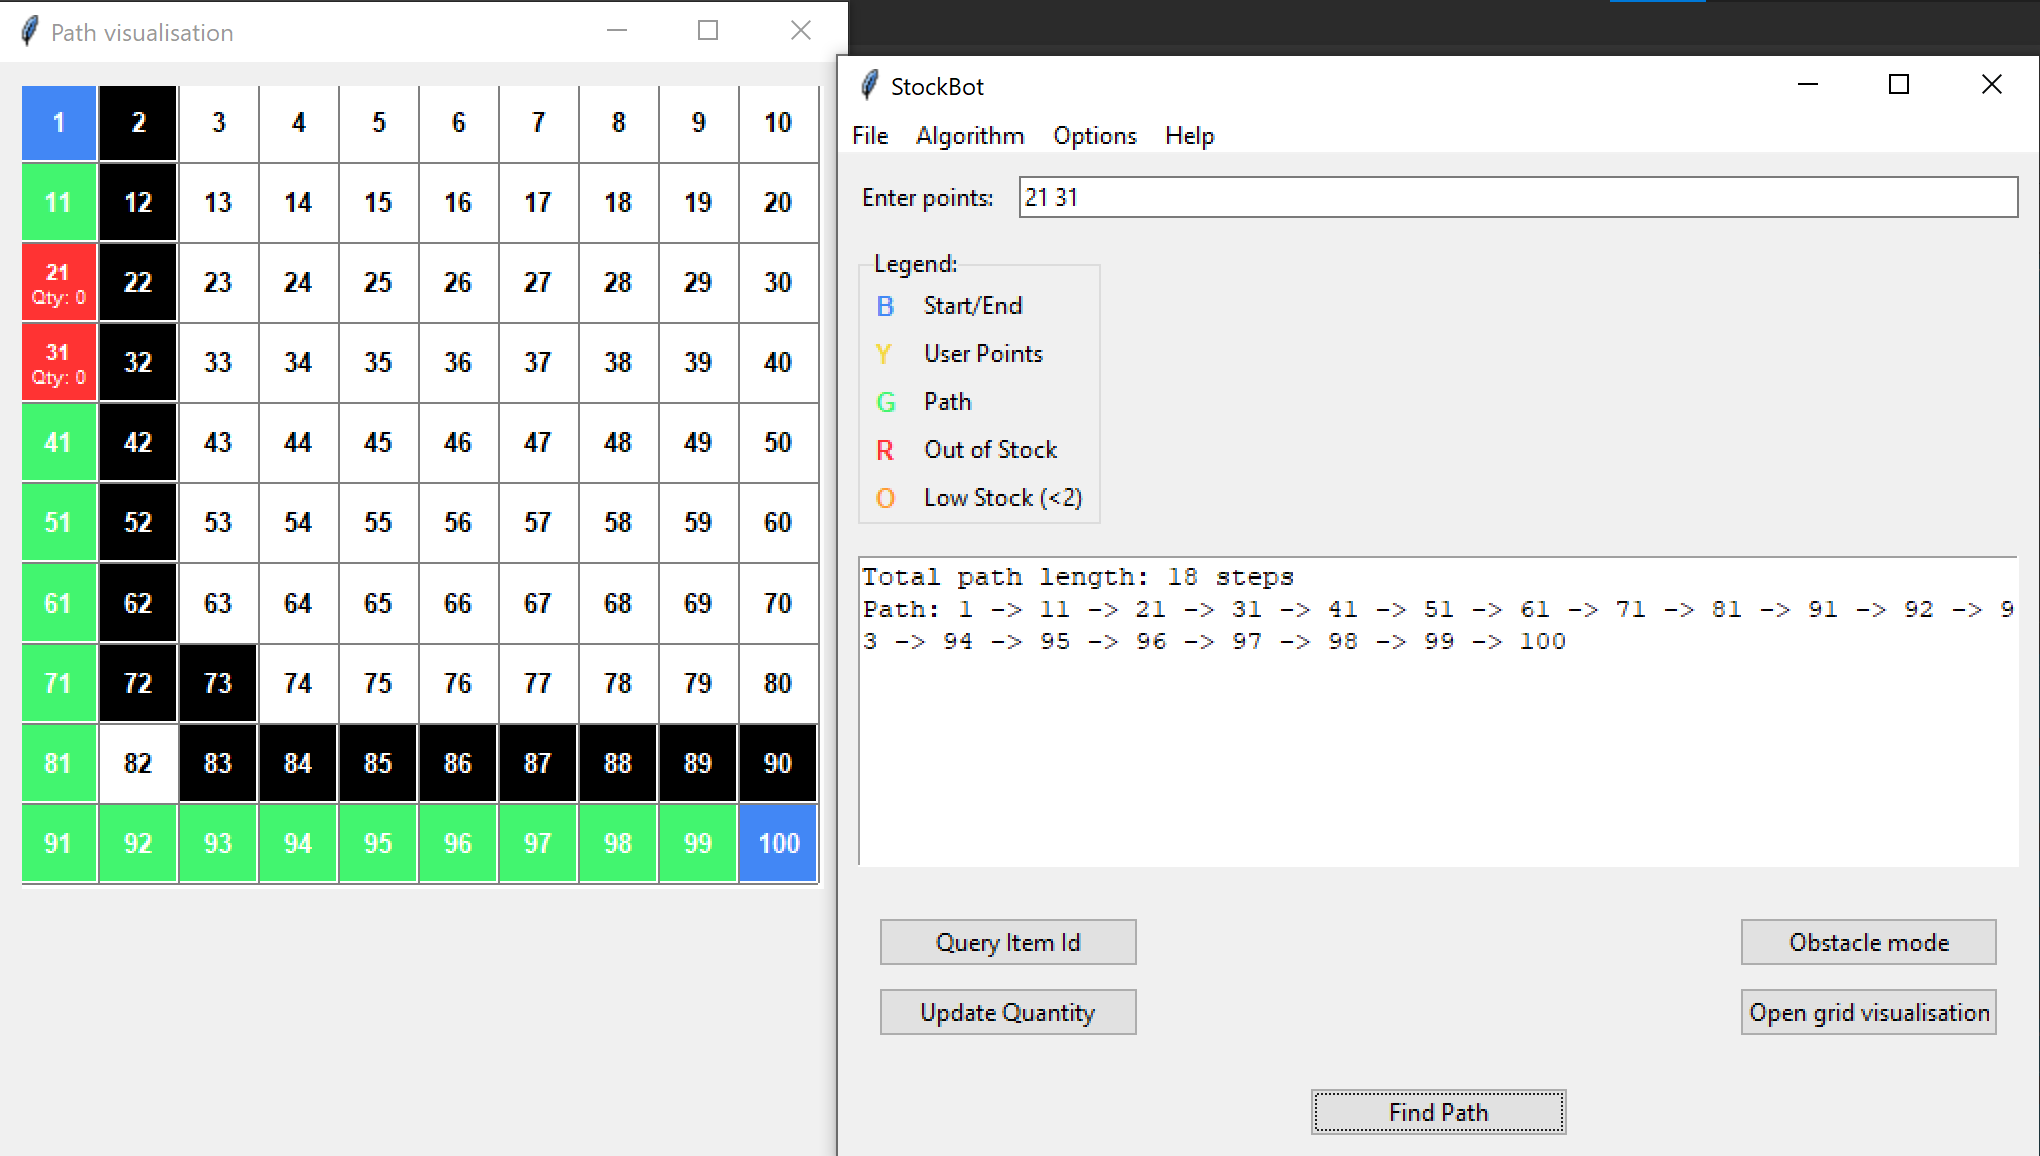 Path visualisation
1 2 3 4 5 6 7 8 9 10
11 12 13 14 15 16 17 18 19 20
21 22 23 24 25 26 27 28 29 30
Qty: 0
31 32 33 34 35 36 37 38 39 40
Qty: 0
41 42 43 44 45 46 47 48 49 50
51 52 53 54 55 56 57 58 59 60
61 62 63 64 65 66 67 68 69 70
71 72 73 74 75 76 77 78 79 80
81 82 83 84 85 86 87 88 89 90
91 92 93 94 95 96 97 98 99 100
StockBot
File Algorithm Options Help
Enter points: 21 31
Legend:
B Start/End
Y User Points
G Path
R Out of Stock
O Low Stock (<2)
Total path length: 18 steps
Path: 1 -> 11 -> 21 -> 31 -> 41 -> 51 -> 61 -> 71 -> 81 -> 91 -> 92 -> 9
3 -> 94 -> 95 -> 96 -> 97 -> 98 -> 99 -> 100
Query Item Id
Obstacle mode
Update Quantity
Open grid visualisation
Find Path